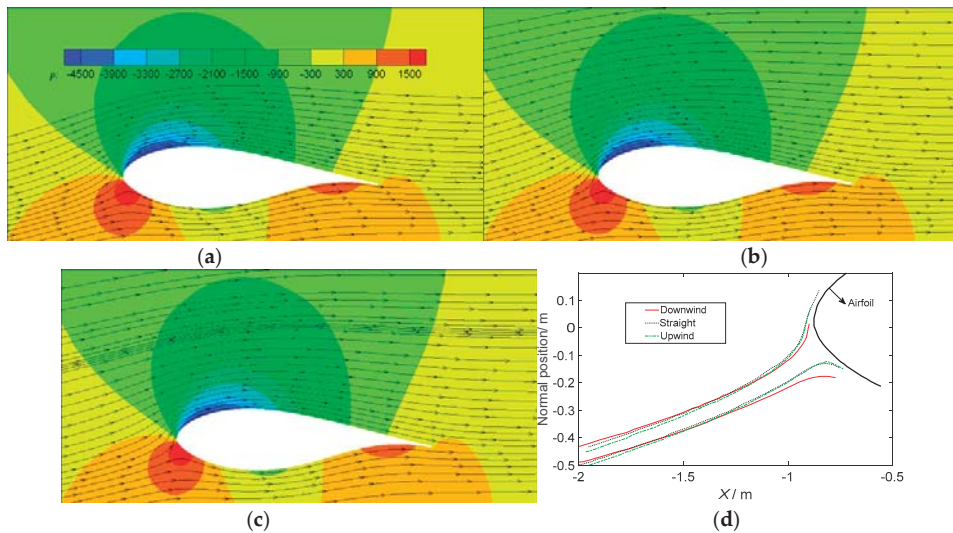 p: -4500 -3900 -3300 -2700 -2100 -1500 -900 -300 300 900 1500
(a)
(b)
0.1
0
-0.1
-0.2
-0.3
-0.4
-0.5
Normal position/ m
Downwind
Straight
Upwind
Airfoil
-2 -1.5 -1 -0.5
X / m
(c)
(d)